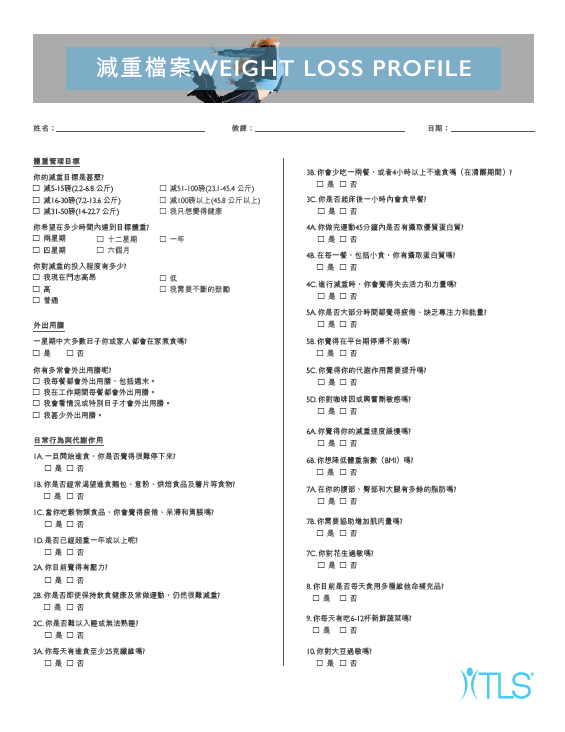 減重檔案WEIGHT LOSS PROFILE
姓名： 教練： 日期：
體重管理目標
你的減重目標是甚麼?
☐ 減5-15磅(2.2-6.8 公斤) ☐ 減51-100磅(23.1-45.4 公斤)
☐ 減16-30磅(7.2-13.6 公斤) ☐ 減100磅以上(45.8 公斤以上)
☐ 減31-50磅(14-22.7 公斤) ☐ 我只想變得健康
你希望在多少時間內達到目標體重?
☐ 兩星期 ☐ 十二星期 ☐ 一年
☐ 四星期 ☐ 六個月
你對減重的投入程度有多少?
☐ 我現在鬥志高昂 ☐ 低
☐ 高 ☐ 我需要不斷的鼓勵
☐ 普通
外出用膳
一星期中大多數日子你或家人都會在家煮食嗎?
☐ 是 ☐ 否
你有多常會外出用膳呢?
☐ 我每餐都會外出用膳，包括週末。
☐ 我在工作期間每餐都會外出用膳。
☐ 我會看情況或特別日子才會外出用膳。
☐ 我甚少外出用膳。
日常行為與代謝作用
1A. 一旦開始進食，你是否覺得很難停下來?
☐ 是 ☐ 否
1B. 你是否經常渴望進食麵包、意粉、烘焙食品及薯片等食物?
☐ 是 ☐ 否
1C. 當你吃穀物類食品，你會覺得疲倦、呆滯和胃脹嗎?
☐ 是 ☐ 否
1D. 是否已經超重一年或以上呢?
☐ 是 ☐ 否
2A. 你目前覺得有壓力?
☐ 是 ☐ 否
2B. 你是否即使保持飲食健康及常做運動，仍然很難減重?
☐ 是 ☐ 否
2C. 你是否難以入睡或無法熟睡?
☐ 是 ☐ 否
3A. 你每天有進食至少25克纖維嗎?
☐ 是 ☐ 否
3B. 你會少吃一兩餐，或者4小時以上不進食嗎（在清醒期間）?
☐ 是 ☐ 否
3C. 你是否起床後一小時內會食早餐?
☐ 是 ☐ 否
4A. 你做完運動45分鐘內是否有攝取優質蛋白質?
☐ 是 ☐ 否
4B. 在每一餐，包括小食，你有攝取蛋白質嗎?
☐ 是 ☐ 否
4C. 進行減重時，你會覺得失去活力和力量嗎?
☐ 是 ☐ 否
5A. 你是否大部分時間都覺得疲倦、缺乏專注力和能量?
☐ 是 ☐ 否
5B. 你覺得在平台期停滯不前嗎?
☐ 是 ☐ 否
5C. 你覺得你的代謝作用需要提升嗎?
☐ 是 ☐ 否
5D. 你對咖啡因或興奮劑敏感嗎?
☐ 是 ☐ 否
6A. 你覺得你的減重速度緩慢嗎?
☐ 是 ☐ 否
6B. 你想降低體重指數（BMI）嗎?
☐ 是 ☐ 否
7A. 在你的腹部、臀部和大腿有多餘的脂肪嗎?
☐ 是 ☐ 否
7B. 你需要協助增加肌肉量嗎?
☐ 是 ☐ 否
7C. 你對花生過敏嗎?
☐ 是 ☐ 否
8. 你目前是否每天食用多種維他命補充品?
☐ 是 ☐ 否
9. 你每天有吃6-12杯新鮮蔬菜嗎?
☐ 是 ☐ 否
10. 你對大豆過敏嗎?
☐ 是 ☐ 否
TLS®